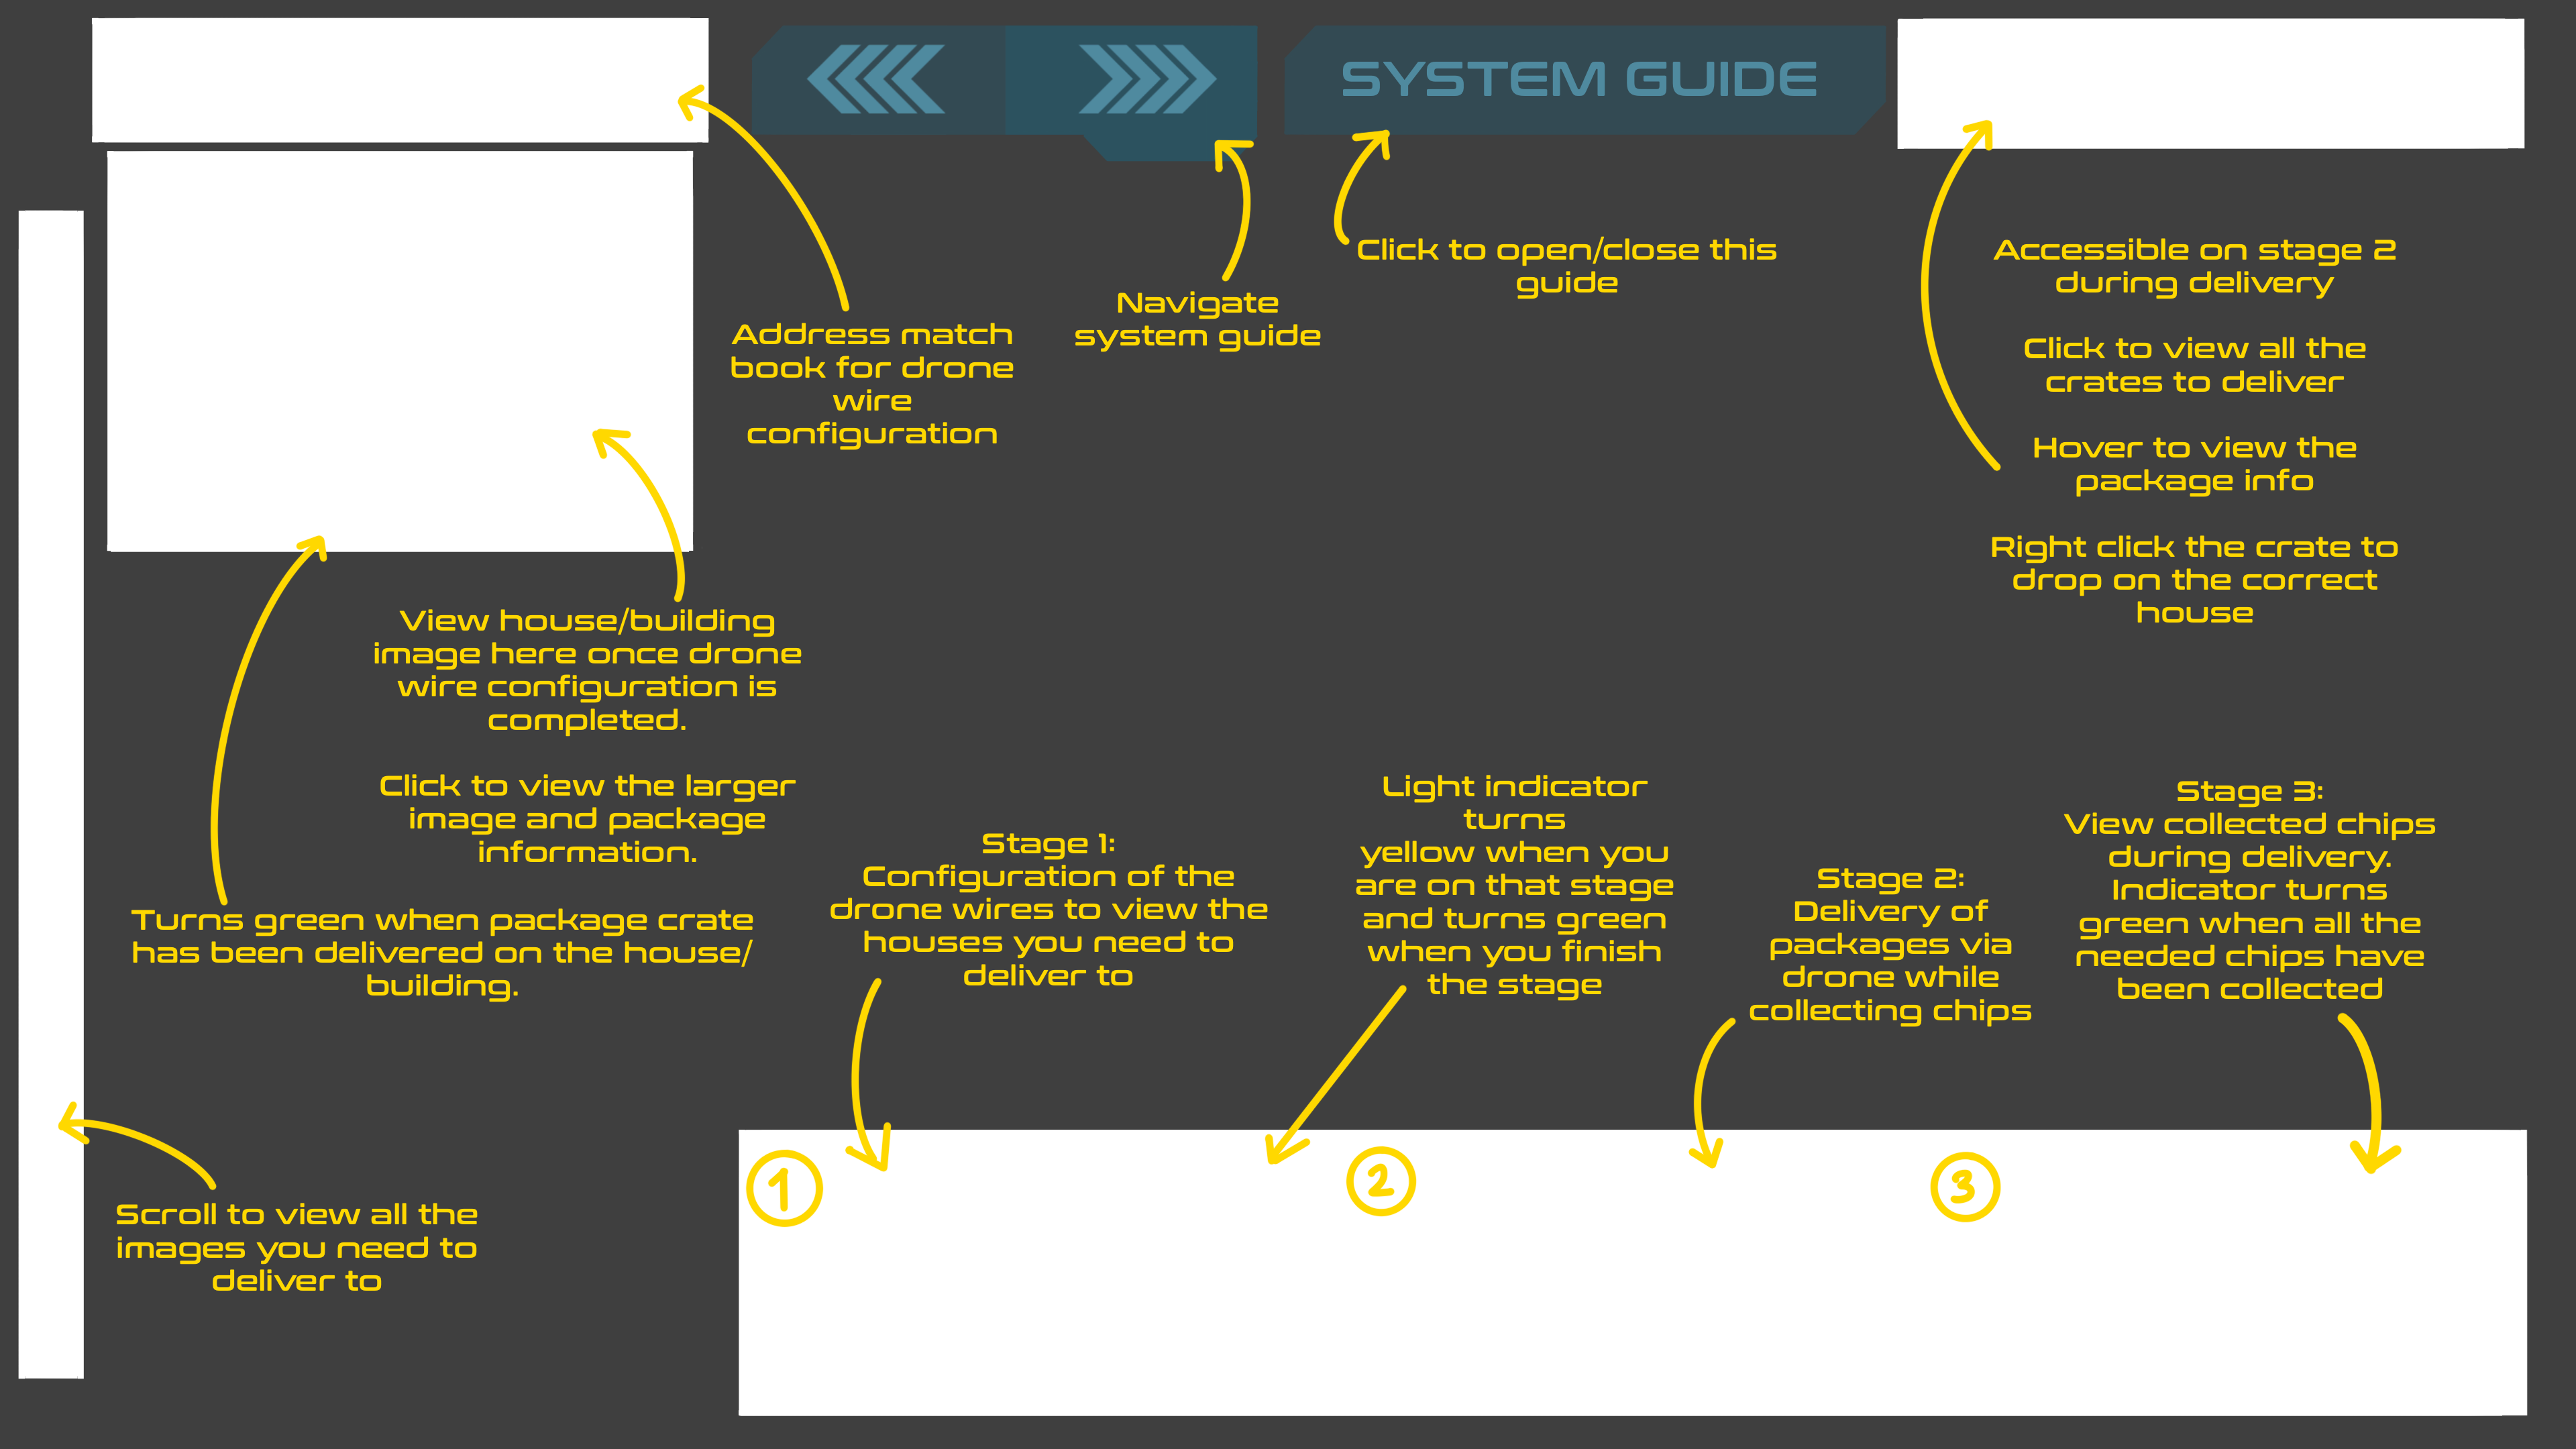 SYSTEM GUIDE
Click to open/close this
guide
Navigate
system guide
Address match
book for drone
wire
configuration
Accessible on stage 2
during delivery
Click to view all the
crates to deliver
Hover to view the
package info
Right click the crate to
drop on the correct
house
View house/building
image here once drone
wire configuration is
completed.
Click to view the larger
image and package
information.
Turns green when package crate
has been delivered on the house/
building.
Stage 1:
Configuration of the
drone wires to view the
houses you need to
deliver to
Light indicator
turns
yellow when you
are on that stage
and turns green
when you finish
the stage
Stage 2:
Delivery of
packages via
drone while
collecting chips
Stage 3:
View collected chips
during delivery.
Indicator turns
green when all the
needed chips have
been collected
Scroll to view all the
images you need to
deliver to
1
2
3